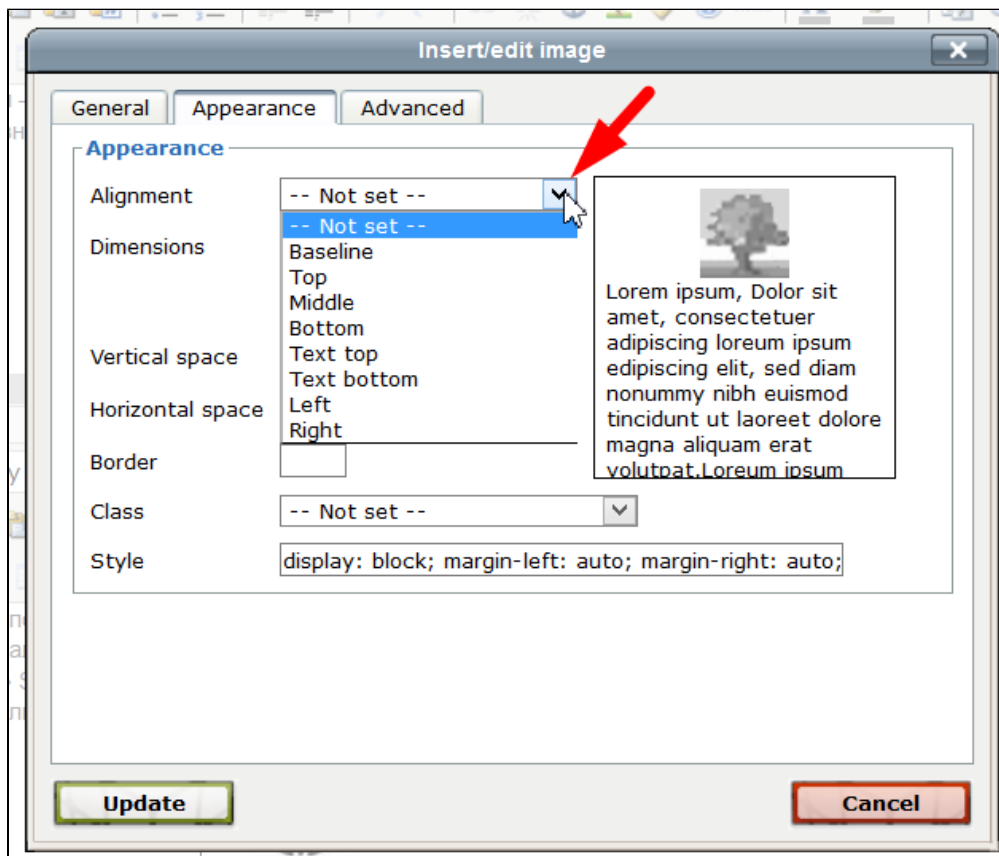 Insert/edit image
General Appearance Advanced
Appearance
Alignment
-- Not set --
-- Not set --
Baseline
Top
Middle
Bottom
Text top
Text bottom
Left
Right
Dimensions
Vertical space
Horizontal space
Border
Class
-- Not set --
Style
display: block; margin-left: auto; margin-right: auto;
Lorem ipsum, Dolor sit
amet, consectetuer
adipiscing loreum ipsum
edipiscing elit, sed diam
nonummy nibh euismod
tincidunt ut laoreet dolore
magna aliquam erat
volutpat.Loreum ipsum
Update
Cancel